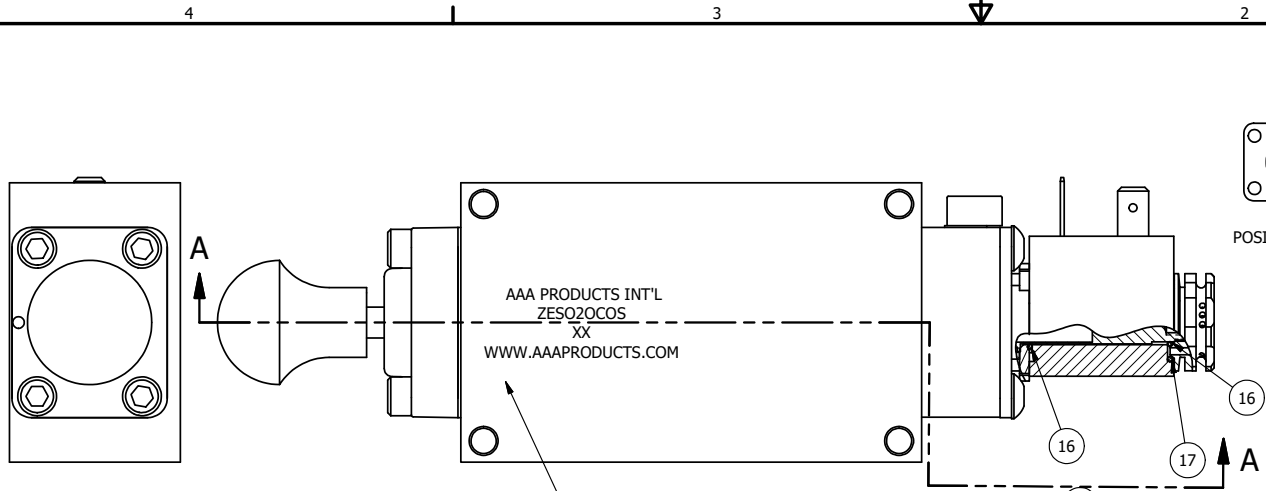 4 3 2
POSI
A
AAA PRODUCTS INT'L
ZESO2OCOS
XX
WWW.AAAPRODUCTS.COM
16
16
17
A